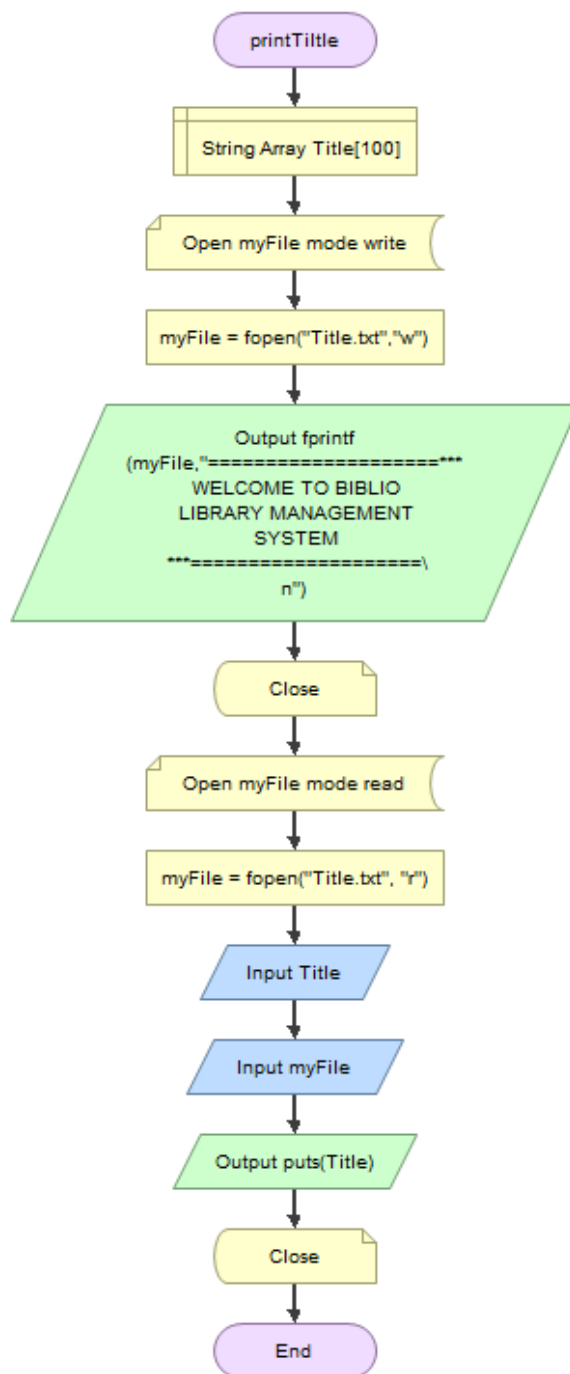 printTiltle
String Array Title[100]
Open myFile mode write
myFile = fopen("Title.txt","w")
Output fprintf
(myFile,"====================***
WELCOME TO BIBLIO
LIBRARY MANAGEMENT
SYSTEM
***====================\
n")
Close
Open myFile mode read
myFile = fopen("Title.txt", "r")
Input Title
Input myFile
Output puts(Title)
Close
End